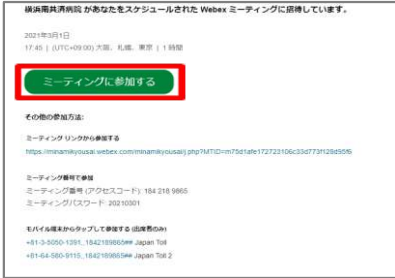 横浜南共済病院 があなたをスケジュールされた Webex ミーティングに招待しています。
2021年3月1日
17:45 | (UTC+09:00) 大阪、札幌、東京 | 1 時間
ミーティングに参加する
その他の参加方法:
ミーティング リンクから参加する
https://minamikyousai.webex.com/minamikyousai/j.php?MTID=m75d1afe172723106c33d773f128d95f6
ミーティング番号で参加
ミーティング番号 (アクセスコード): 184 218 9865
ミーティングパスワード: 20210301
モバイル端末からタップして参加する (出席者のみ)
+81-3-5050-1391,,1842189865## Japan Toll
+81-64-560-9115,,1842189865## Japan Toll 2